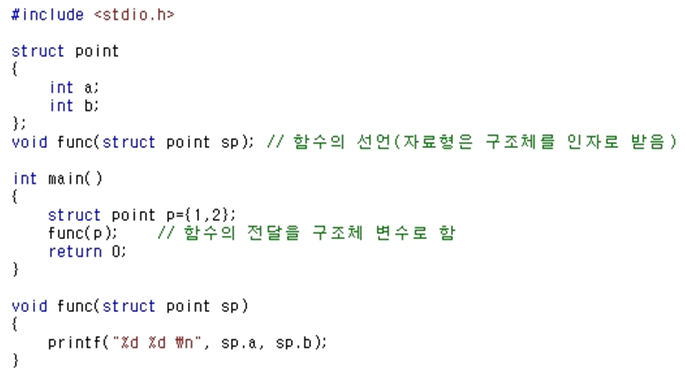 #include <stdio.h>
struct point
{
    int a;
    int b;
};
void func(struct point sp); // 함수의 선언(자료형은 구조체를 인자로 받음)
int main()
{
    struct point p={1,2};
    func(p);    // 함수의 전달을 구조체 변수로 함
    return 0;
}
void func(struct point sp)
{
    printf("%d %d ₩n", sp.a, sp.b);
}